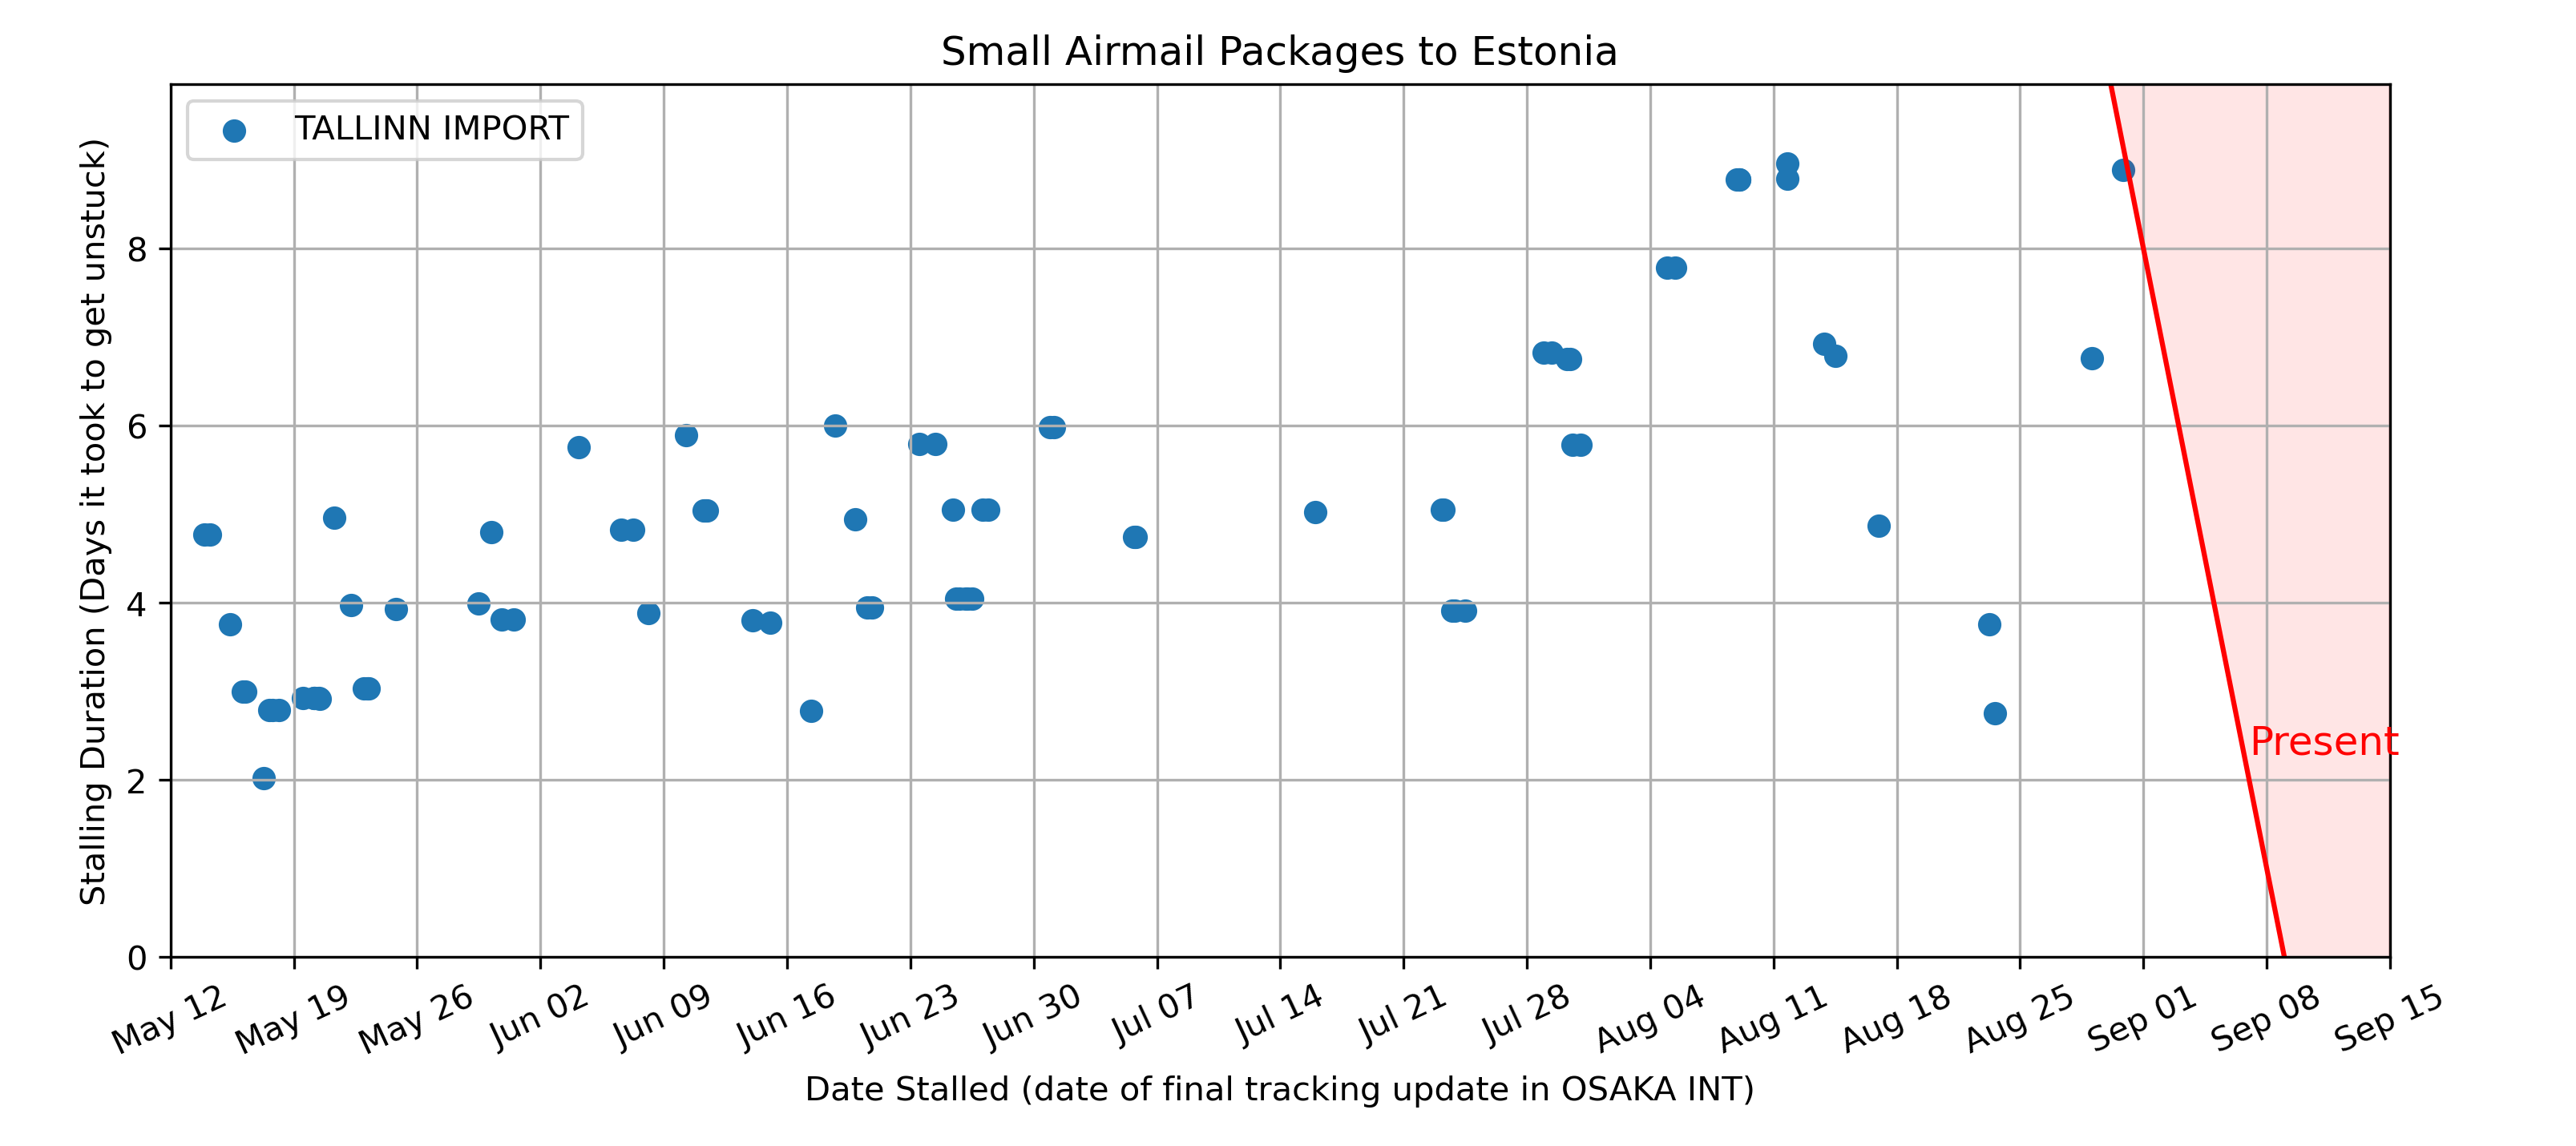 Small Airmail Packages to Estonia
TALLINN IMPORT
Stalling Duration (Days it took to get unstuck)
8
6
4
2
0
Present
May 12
May 19
May 26
Jun 02
Jun 09
Jun 16
Jun 23
Jun 30
Jul 07
Jul 14
Jul 21
Jul 28
Aug 04
Aug 11
Aug 18
Aug 25
Sep 01
Sep 08
Sep 15
Date Stalled (date of final tracking update in OSAKA INT)